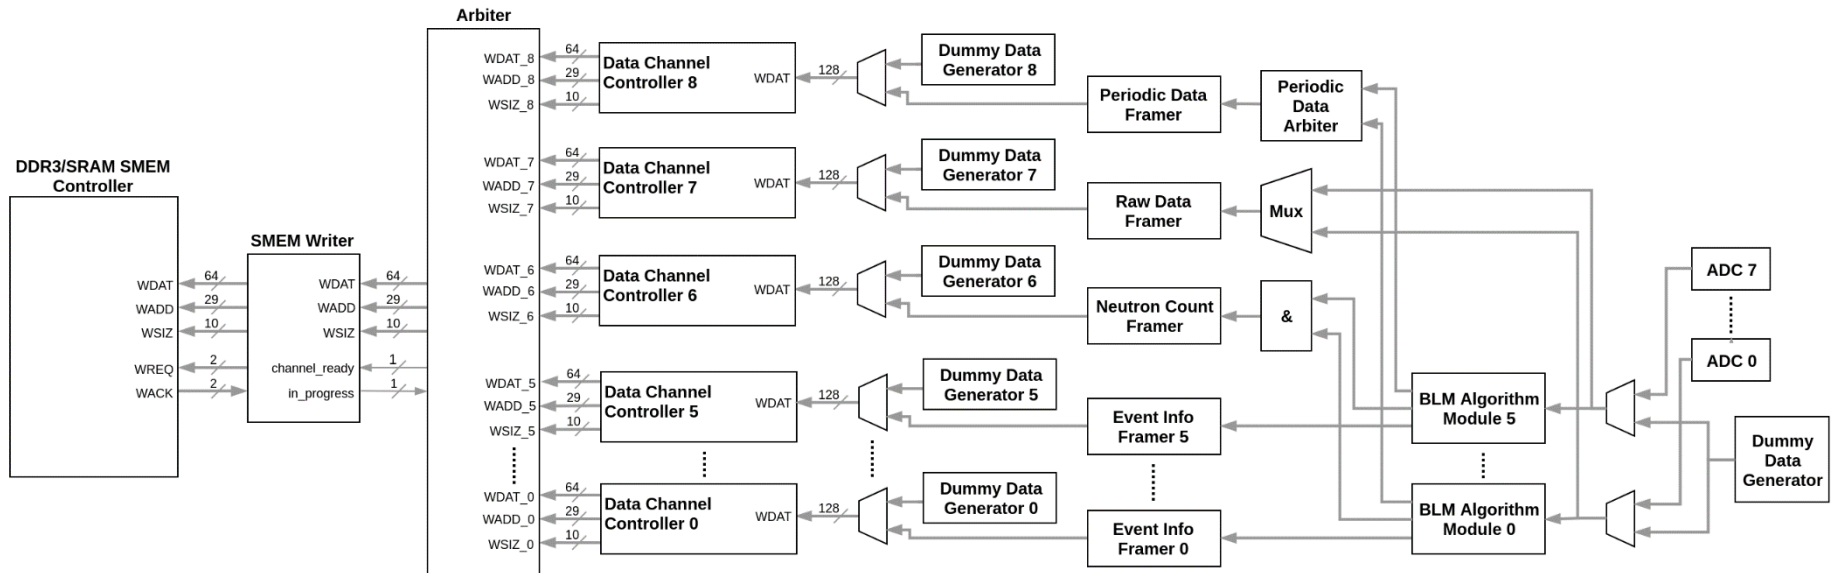 Arbiter
WDAT_8
WADD_8
WSIZ_8
64
29
10
Data Channel
Controller 8
WDAT
128
Dummy Data
Generator 8
Periodic Data
Framer
Periodic
Data
Arbiter
WDAT_7
WADD_7
WSIZ_7
64
29
10
Data Channel
Controller 7
WDAT
128
Dummy Data
Generator 7
Raw Data
Framer
Mux
DDR3/SRAM SMEM
Controller
WDAT
WADD
WSIZ
WREQ
WACK
64
29
10
2
2
SMEM Writer
WDAT
WADD
WSIZ
channel_ready
in_progress
64
29
10
1
1
WDAT_6
WADD_6
WSIZ_6
64
29
10
Data Channel
Controller 6
WDAT
128
Dummy Data
Generator 6
Neutron Count
Framer
&
ADC 7
ADC 0
WDAT_5
WADD_5
WSIZ_5
64
29
10
Data Channel
Controller 5
WDAT
128
Dummy Data
Generator 5
Event Info
Framer 5
BLM Algorithm
Module 5
Dummy
Data
Generator
WDAT_0
WADD_0
WSIZ_0
64
29
10
Data Channel
Controller 0
WDAT
128
Dummy Data
Generator 0
Event Info
Framer 0
BLM Algorithm
Module 0